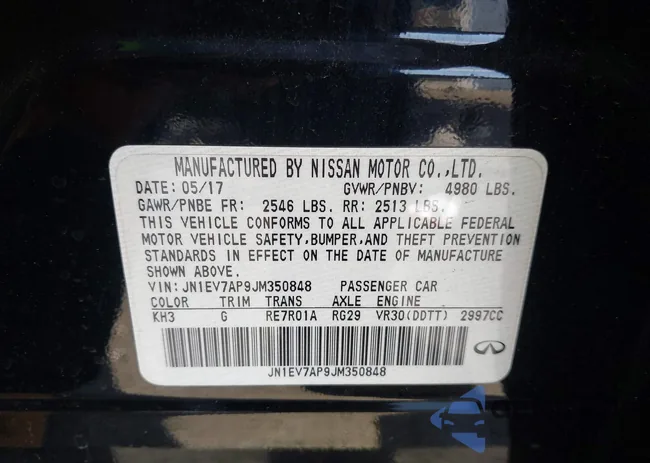 MANUFACTURED BY NISSAN MOTOR CO.,LTD.
DATE: 05/17 GVWR/PNBV: 4980 LBS.
GAWR/PNBE FR: 2546 LBS. RR: 2513 LBS.
THIS VEHICLE CONFORMS TO ALL APPLICABLE FEDERAL
MOTOR VEHICLE SAFETY,BUMPER,AND THEFT PREVENTION
STANDARDS IN EFFECT ON THE DATE OF MANUFACTURE
SHOWN ABOVE.
VIN: JN1EV7AP9JM350848 PASSENGER CAR
COLOR TRIM TRANS AXLE ENGINE
KH3 G RE7R01A RG29 VR30(DDTT) 2997CC
JN1EV7AP9JM350848